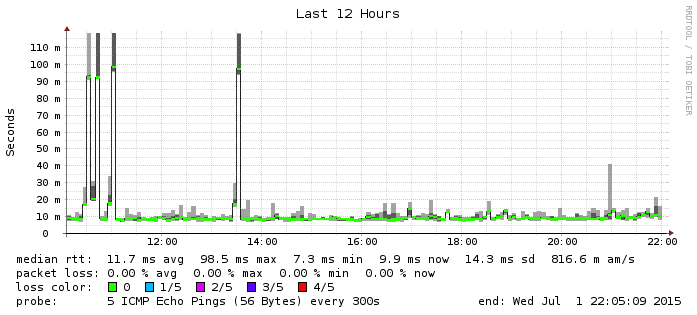 Last 12 Hours
RRDTOOL / TOBI OETIKER
Seconds
110 m
100 m
90 m
80 m
70 m
60 m
50 m
40 m
30 m
20 m
10 m
0
12:00 14:00 16:00 18:00 20:00 22:00
median rtt: 11.7 ms avg 98.5 ms max 7.3 ms min 9.9 ms now 14.3 ms sd 816.6 m am/s
packet loss: 0.00 % avg 0.00 % max 0.00 % min 0.00 % now
loss color: 0 1/5 2/5 3/5 4/5
probe: 5 ICMP Echo Pings (56 Bytes) every 300s end: Wed Jul 1 22:05:09 2015